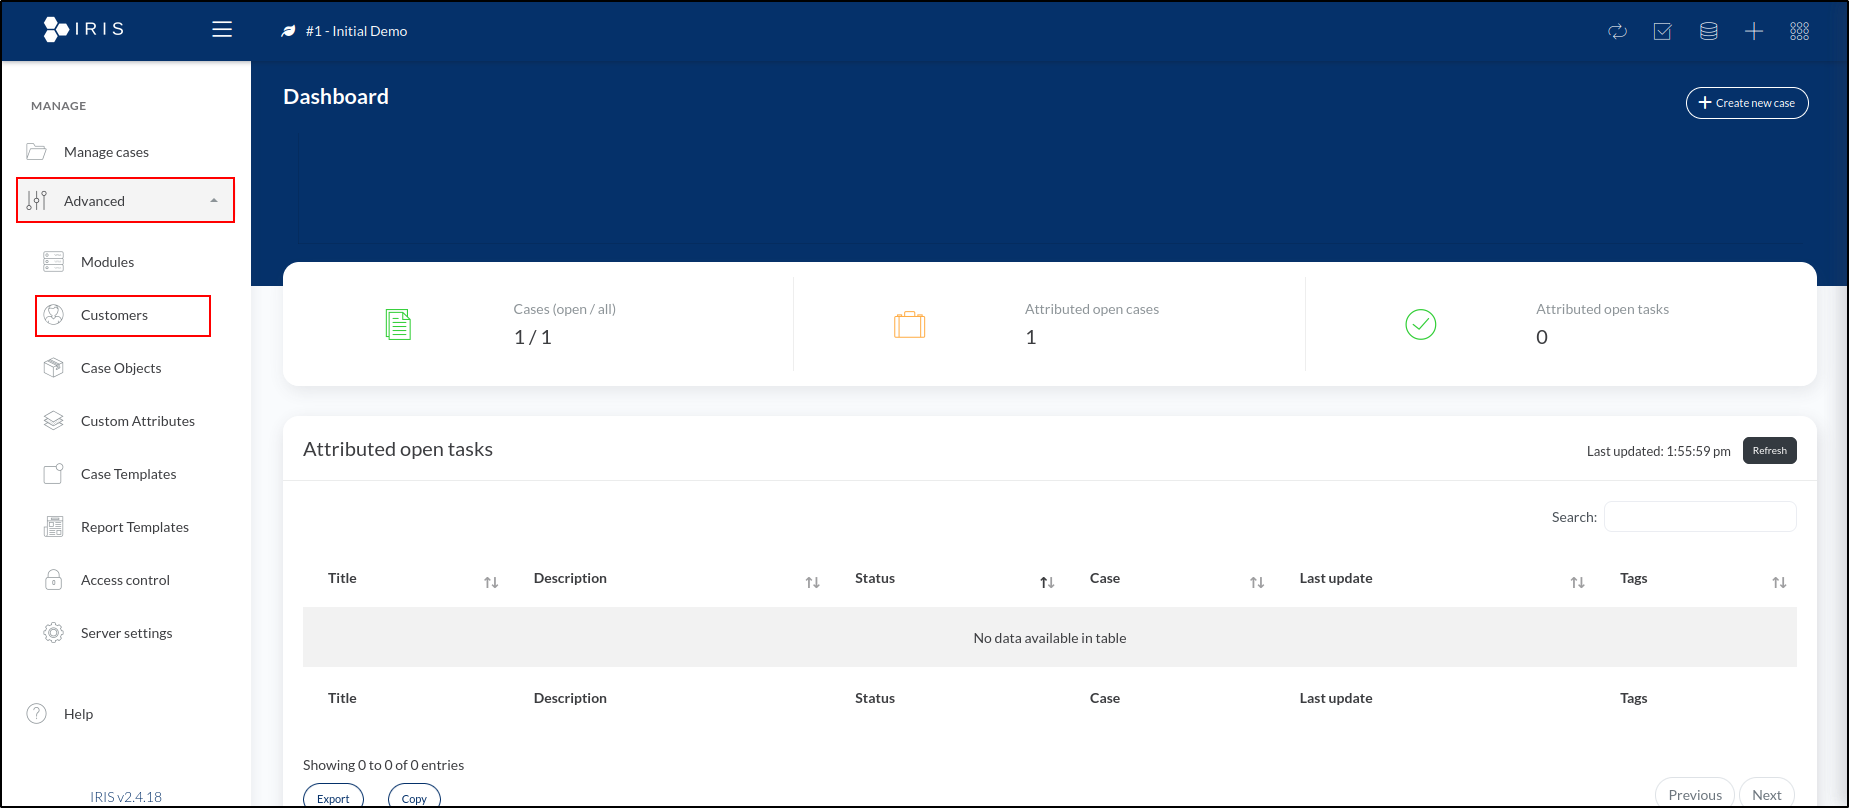 IRIS
#1 - Initial Demo
MANAGE
Manage cases
Advanced
Modules
Customers
Case Objects
Custom Attributes
Case Templates
Report Templates
Access control
Server settings
? Help
IRIS v2.4.18
Dashboard
+ Create new case
Cases (open / all)
1 / 1
Attributed open cases
1
Attributed open tasks
0
Attributed open tasks
Last updated: 1:55:59 pm Refresh
Search:
Title Description Status Case Last update Tags
No data available in table
Title Description Status Case Last update Tags
Showing 0 to 0 of 0 entries
Export Copy
Previous Next